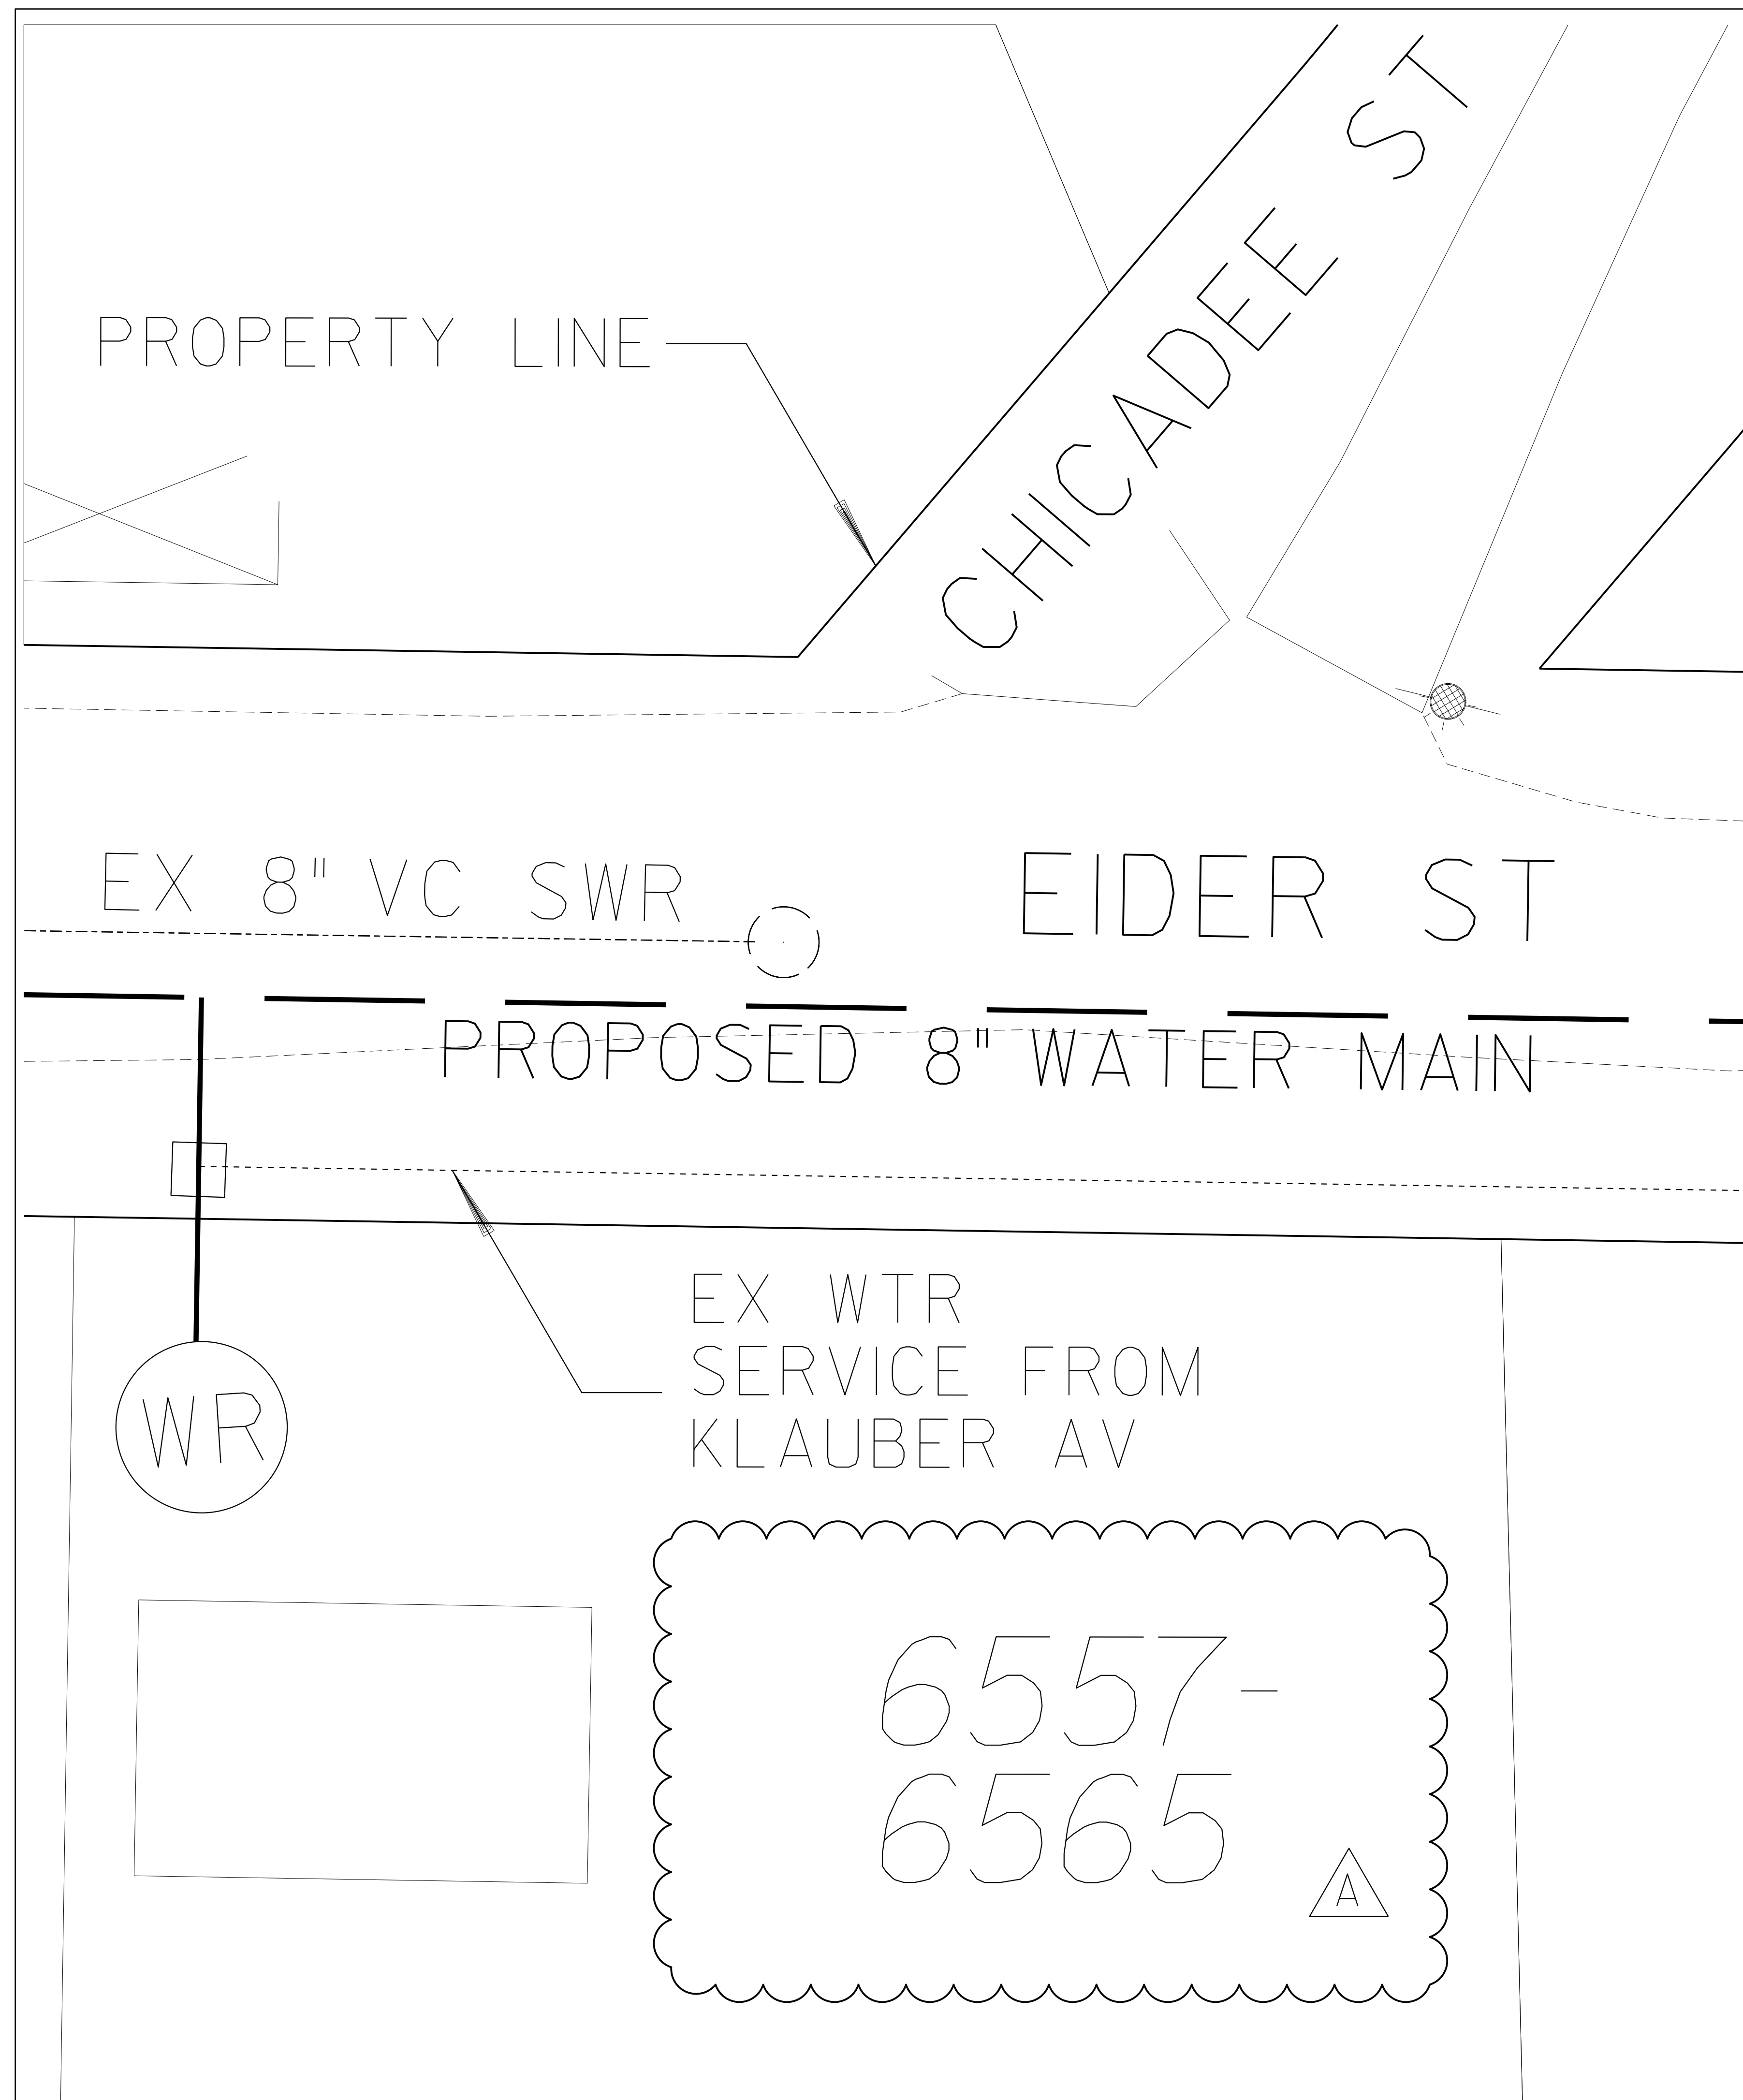 CHICADEE ST
PROPERTY LINE
EX 8" VC SWR
EIDER ST
PROPOSED 8" WATER MAIN
EX WTR
SERVICE FROM
KLAUBER AV
WR
6557-
6565
A